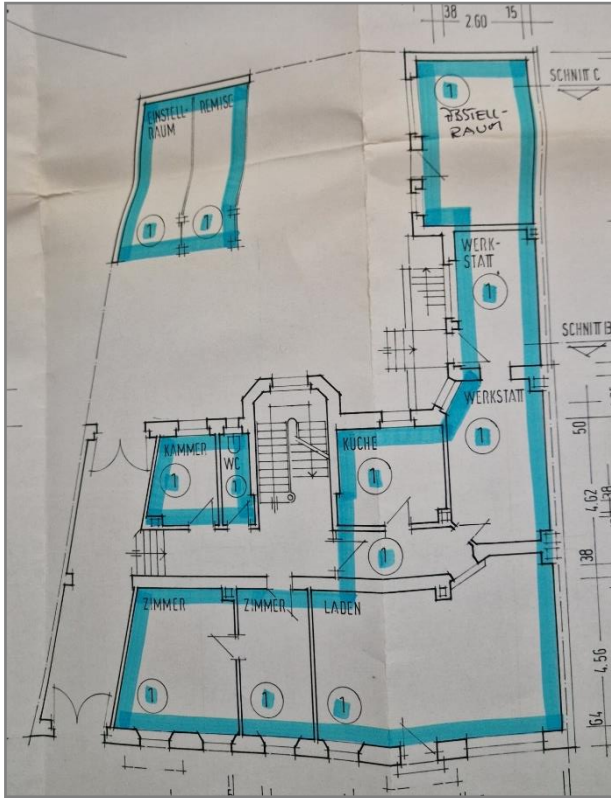 38
15
2.60
SCHNITT C
EINSTELL-
RAUM
REMISE
1
1
1
ABSTELL-
RAUM
WERK-
STATT
1
SCHNITT B
WERKSTATT
1
KAMMER
1
WC
1
KÜCHE
1
1
50
4.62
38
ZIMMER
1
ZIMMER
1
LADEN
1
4.56
64